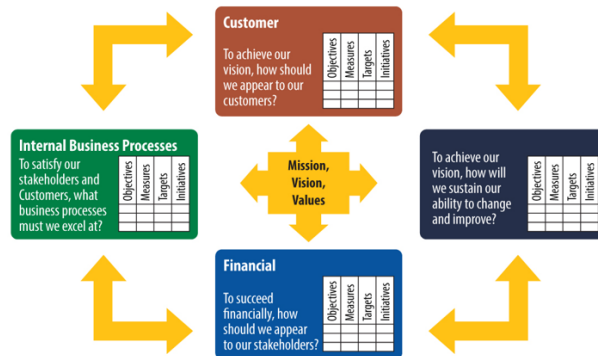 Customer
To achieve our
vision, how should
we appear to our
customers?
Objectives
Measures
Targets
Initiatives
Internal Business Processes
To satisfy our
stakeholders and
Customers, what
business processes
must we excel at?
Objectives
Measures
Targets
Initiatives
Mission,
Vision,
Values
To achieve our
vision, how will
we sustain our
ability to change
and improve?
Objectives
Measures
Targets
Initiatives
Financial
To succeed
financially, how
should we appear
to our stakeholders?
Objectives
Measures
Targets
Initiatives